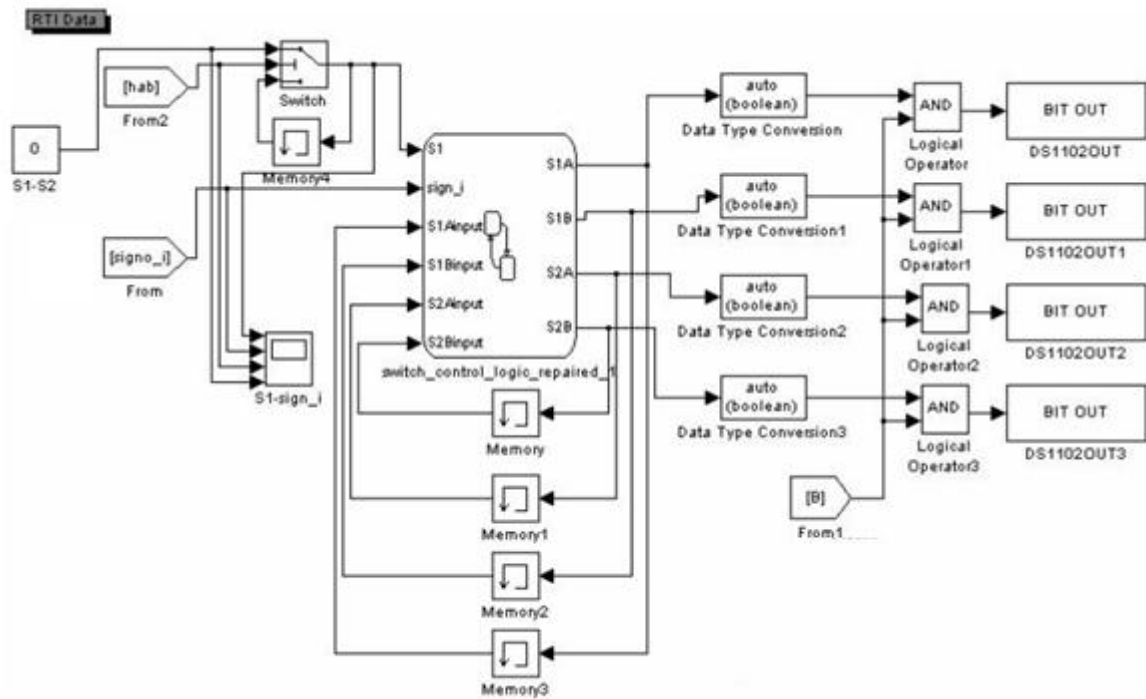 RTI Data
[hab]
From2
Switch
0
S1-S2
Memory4
[signo_i]
From
S1-sign_i
S1
sign_i
S1Ainput
S1Binput
S2Ainput
S2Binput
S1A
S1B
S2A
S2B
switch_control_logic_repaired_1
Memory
Memory1
Memory2
Memory3
auto
(boolean)
Data Type Conversion
auto
(boolean)
Data Type Conversion1
auto
(boolean)
Data Type Conversion2
auto
(boolean)
Data Type Conversion3
[B]
From1
AND
Logical
Operator
AND
Logical
Operator1
AND
Logical
Operator2
AND
Logical
Operator3
BIT OUT
DS1102OUT
BIT OUT
DS1102OUT1
BIT OUT
DS1102OUT2
BIT OUT
DS1102OUT3